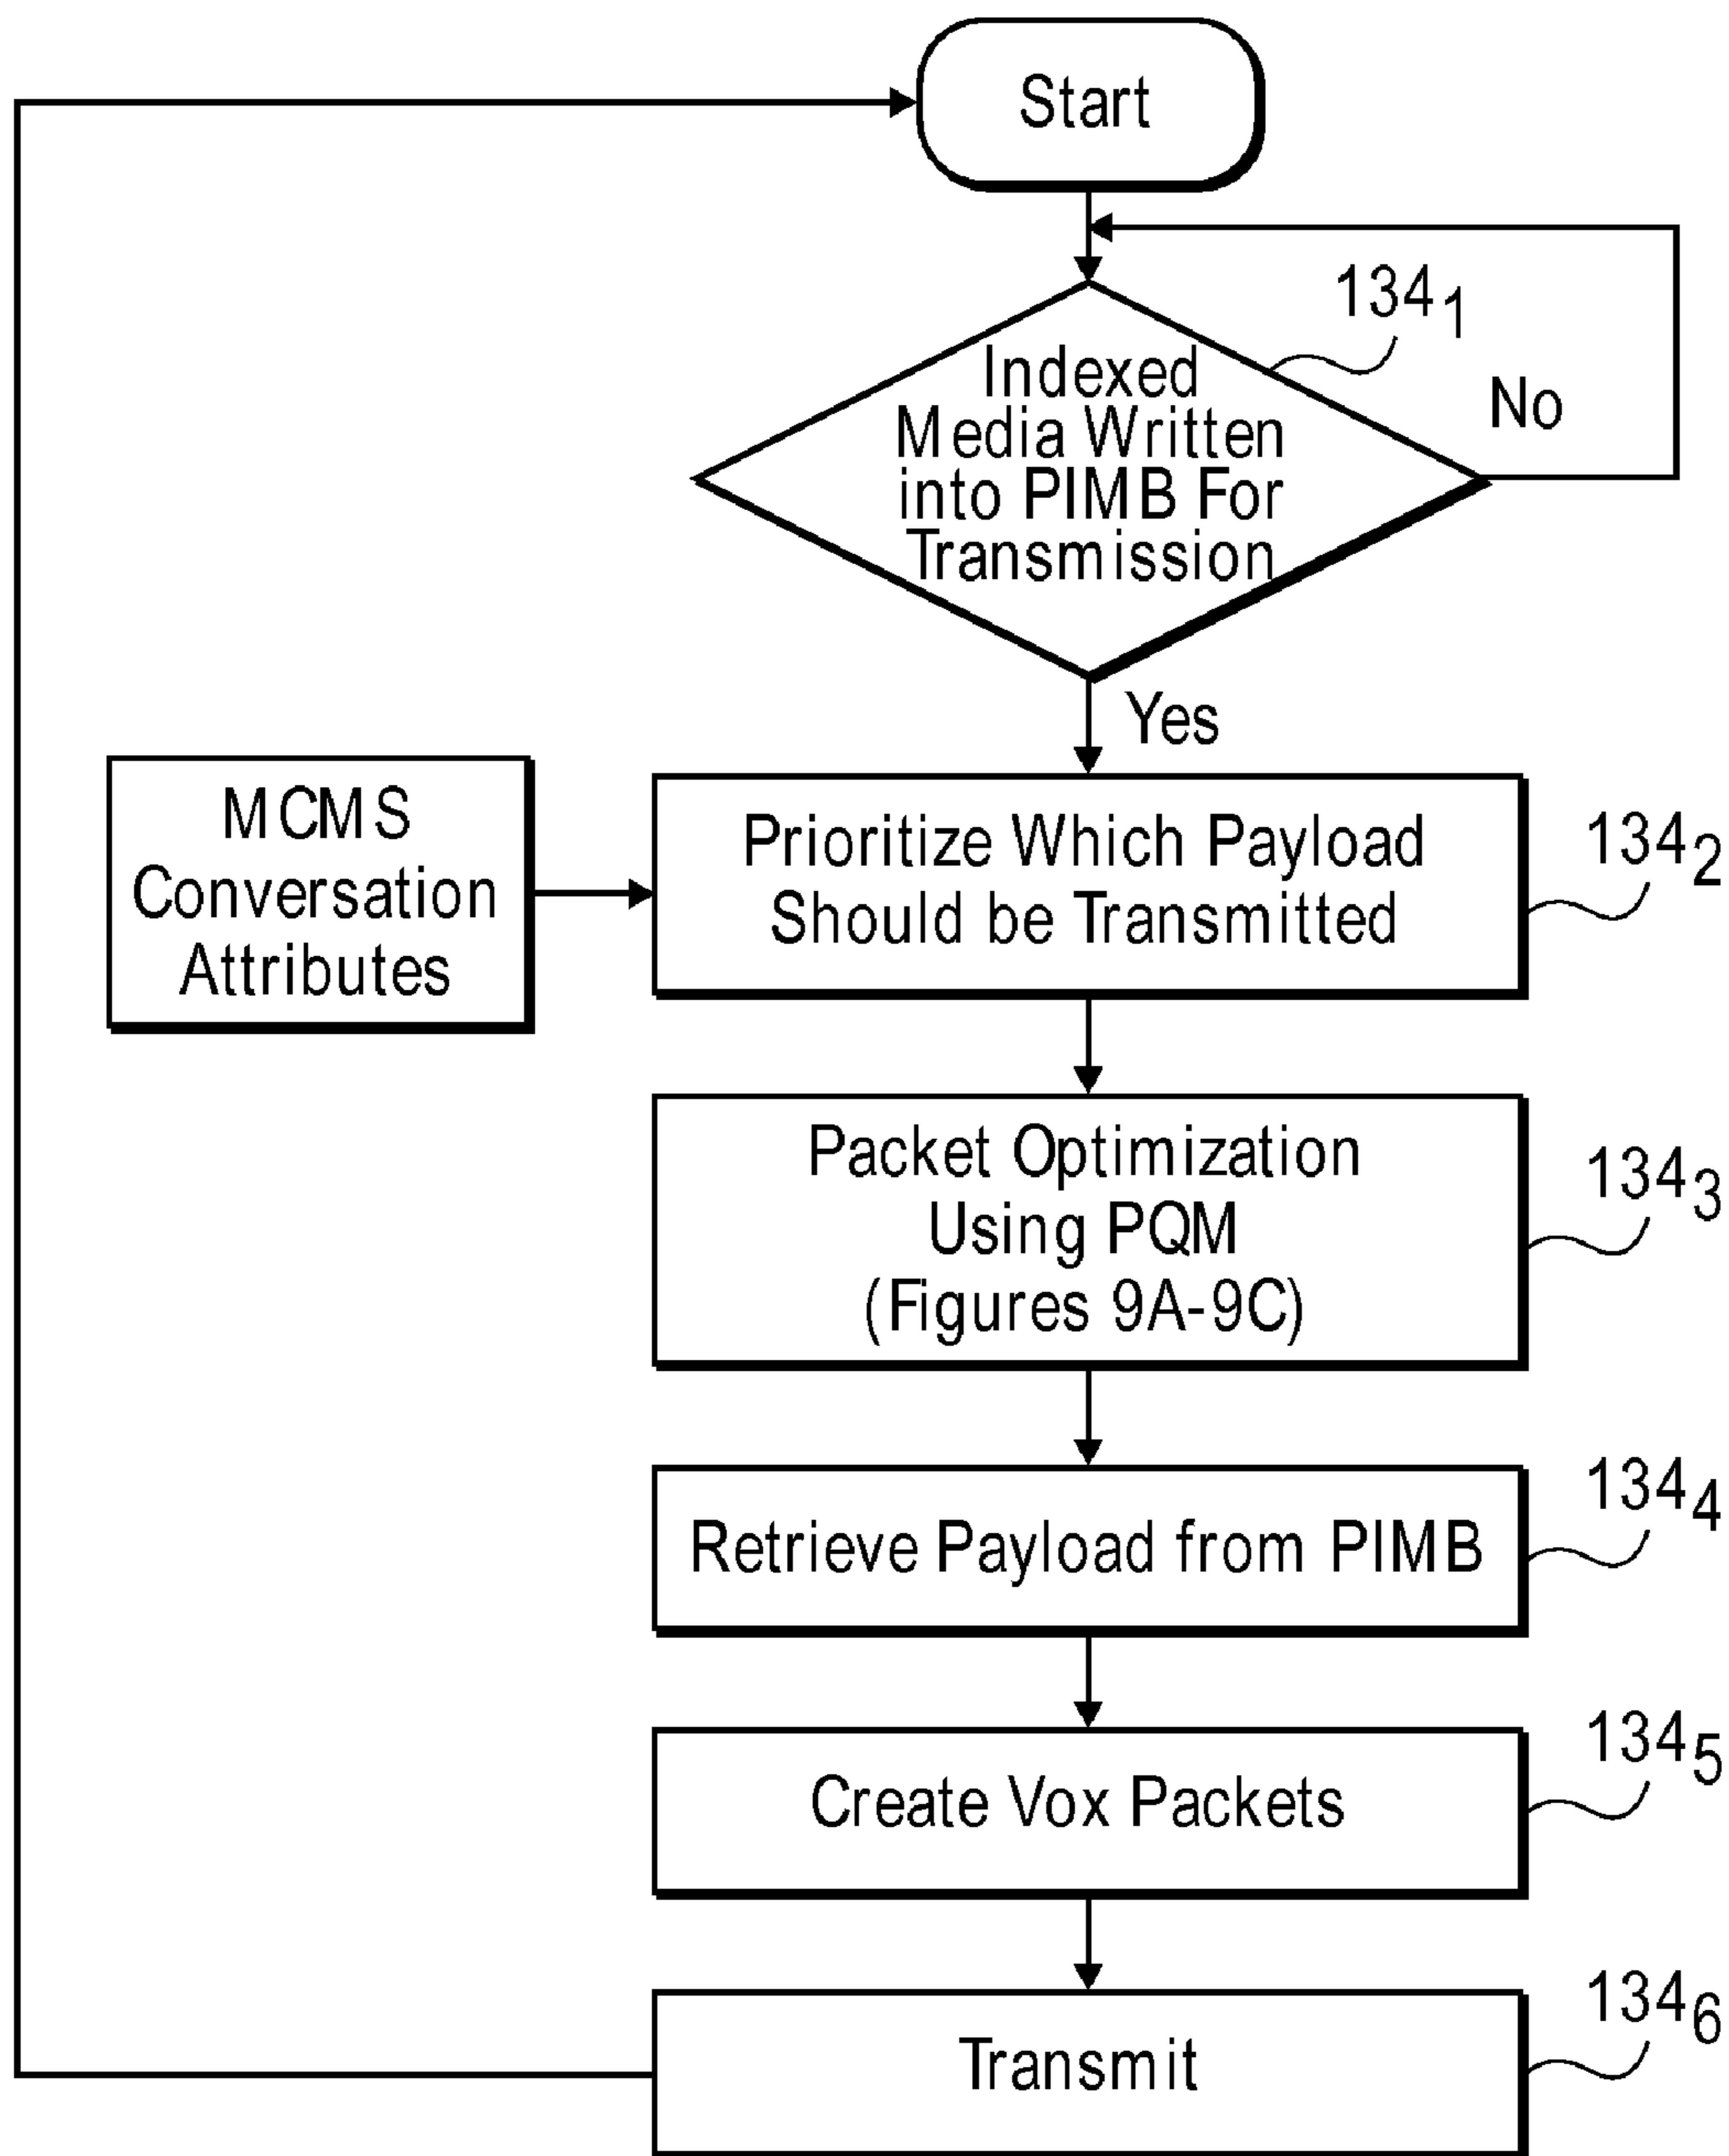 Start
134₁
Indexed
Media Written
into PIMB For
Transmission
No
Yes
MCMS
Conversation
Attributes
Prioritize Which Payload
Should be Transmitted
134₂
Packet Optimization
Using PQM
(Figures 9A-9C)
134₃
Retrieve Payload from PIMB
134₄
Create Vox Packets
134₅
Transmit
134₆